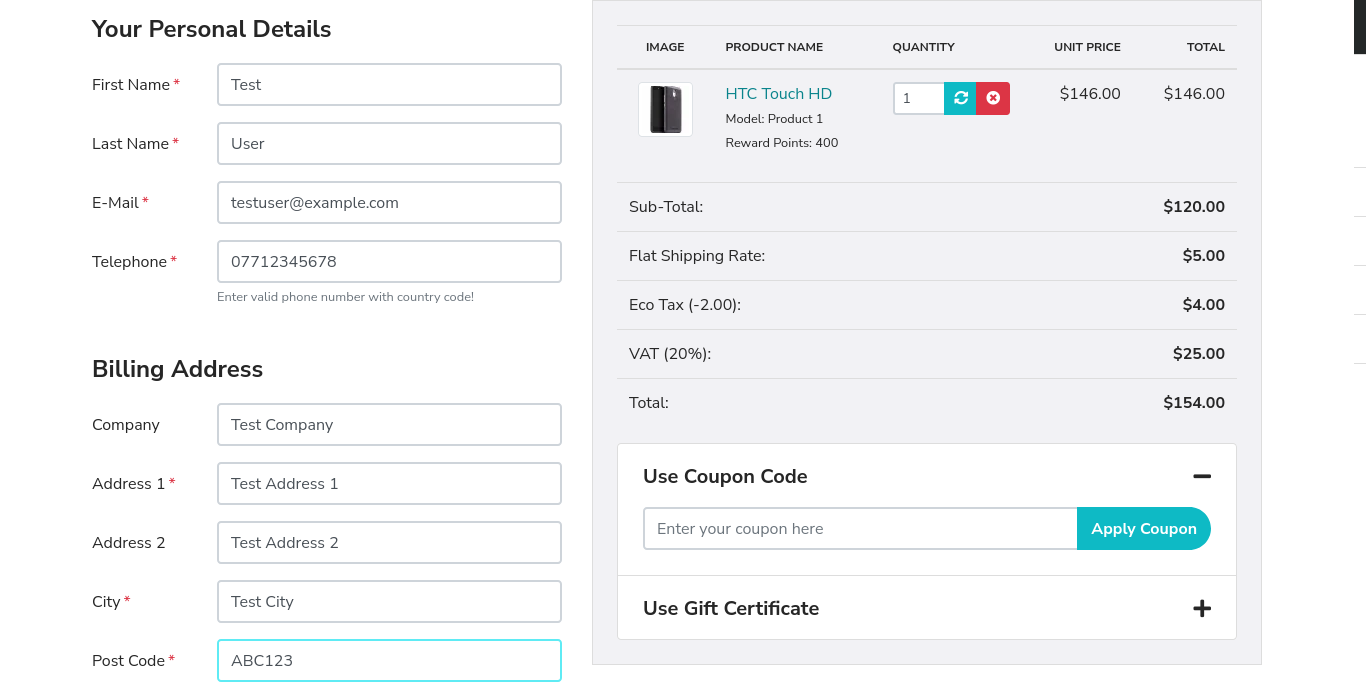 Your Personal Details
First Name *
Test
Last Name *
User
E-Mail *
testuser@example.com
Telephone *
07712345678
Enter valid phone number with country code!
Billing Address
Company
Test Company
Address 1 *
Test Address 1
Address 2
Test Address 2
City *
Test City
Post Code *
ABC123
IMAGE PRODUCT NAME QUANTITY UNIT PRICE TOTAL
HTC Touch HD 1 $146.00 $146.00
Model: Product 1
Reward Points: 400
Sub-Total: $120.00
Flat Shipping Rate: $5.00
Eco Tax (-2.00): $4.00
VAT (20%): $25.00
Total: $154.00
Use Coupon Code
Enter your coupon here Apply Coupon
Use Gift Certificate